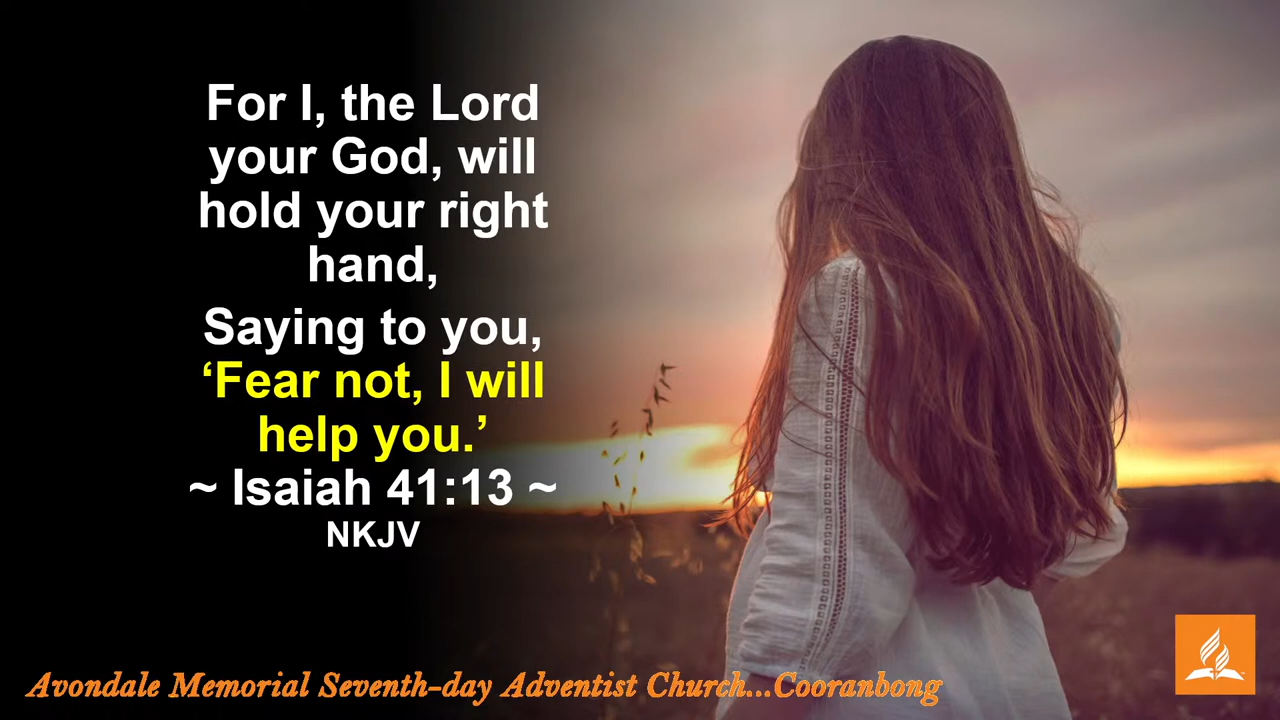 For I, the Lord
your God, will
hold your right
hand,
Saying to you,
‘Fear not, I will
help you.’
~ Isaiah 41:13 ~
NKJV
Avondale Memorial Seventh-day Adventist Church...Cooranbong